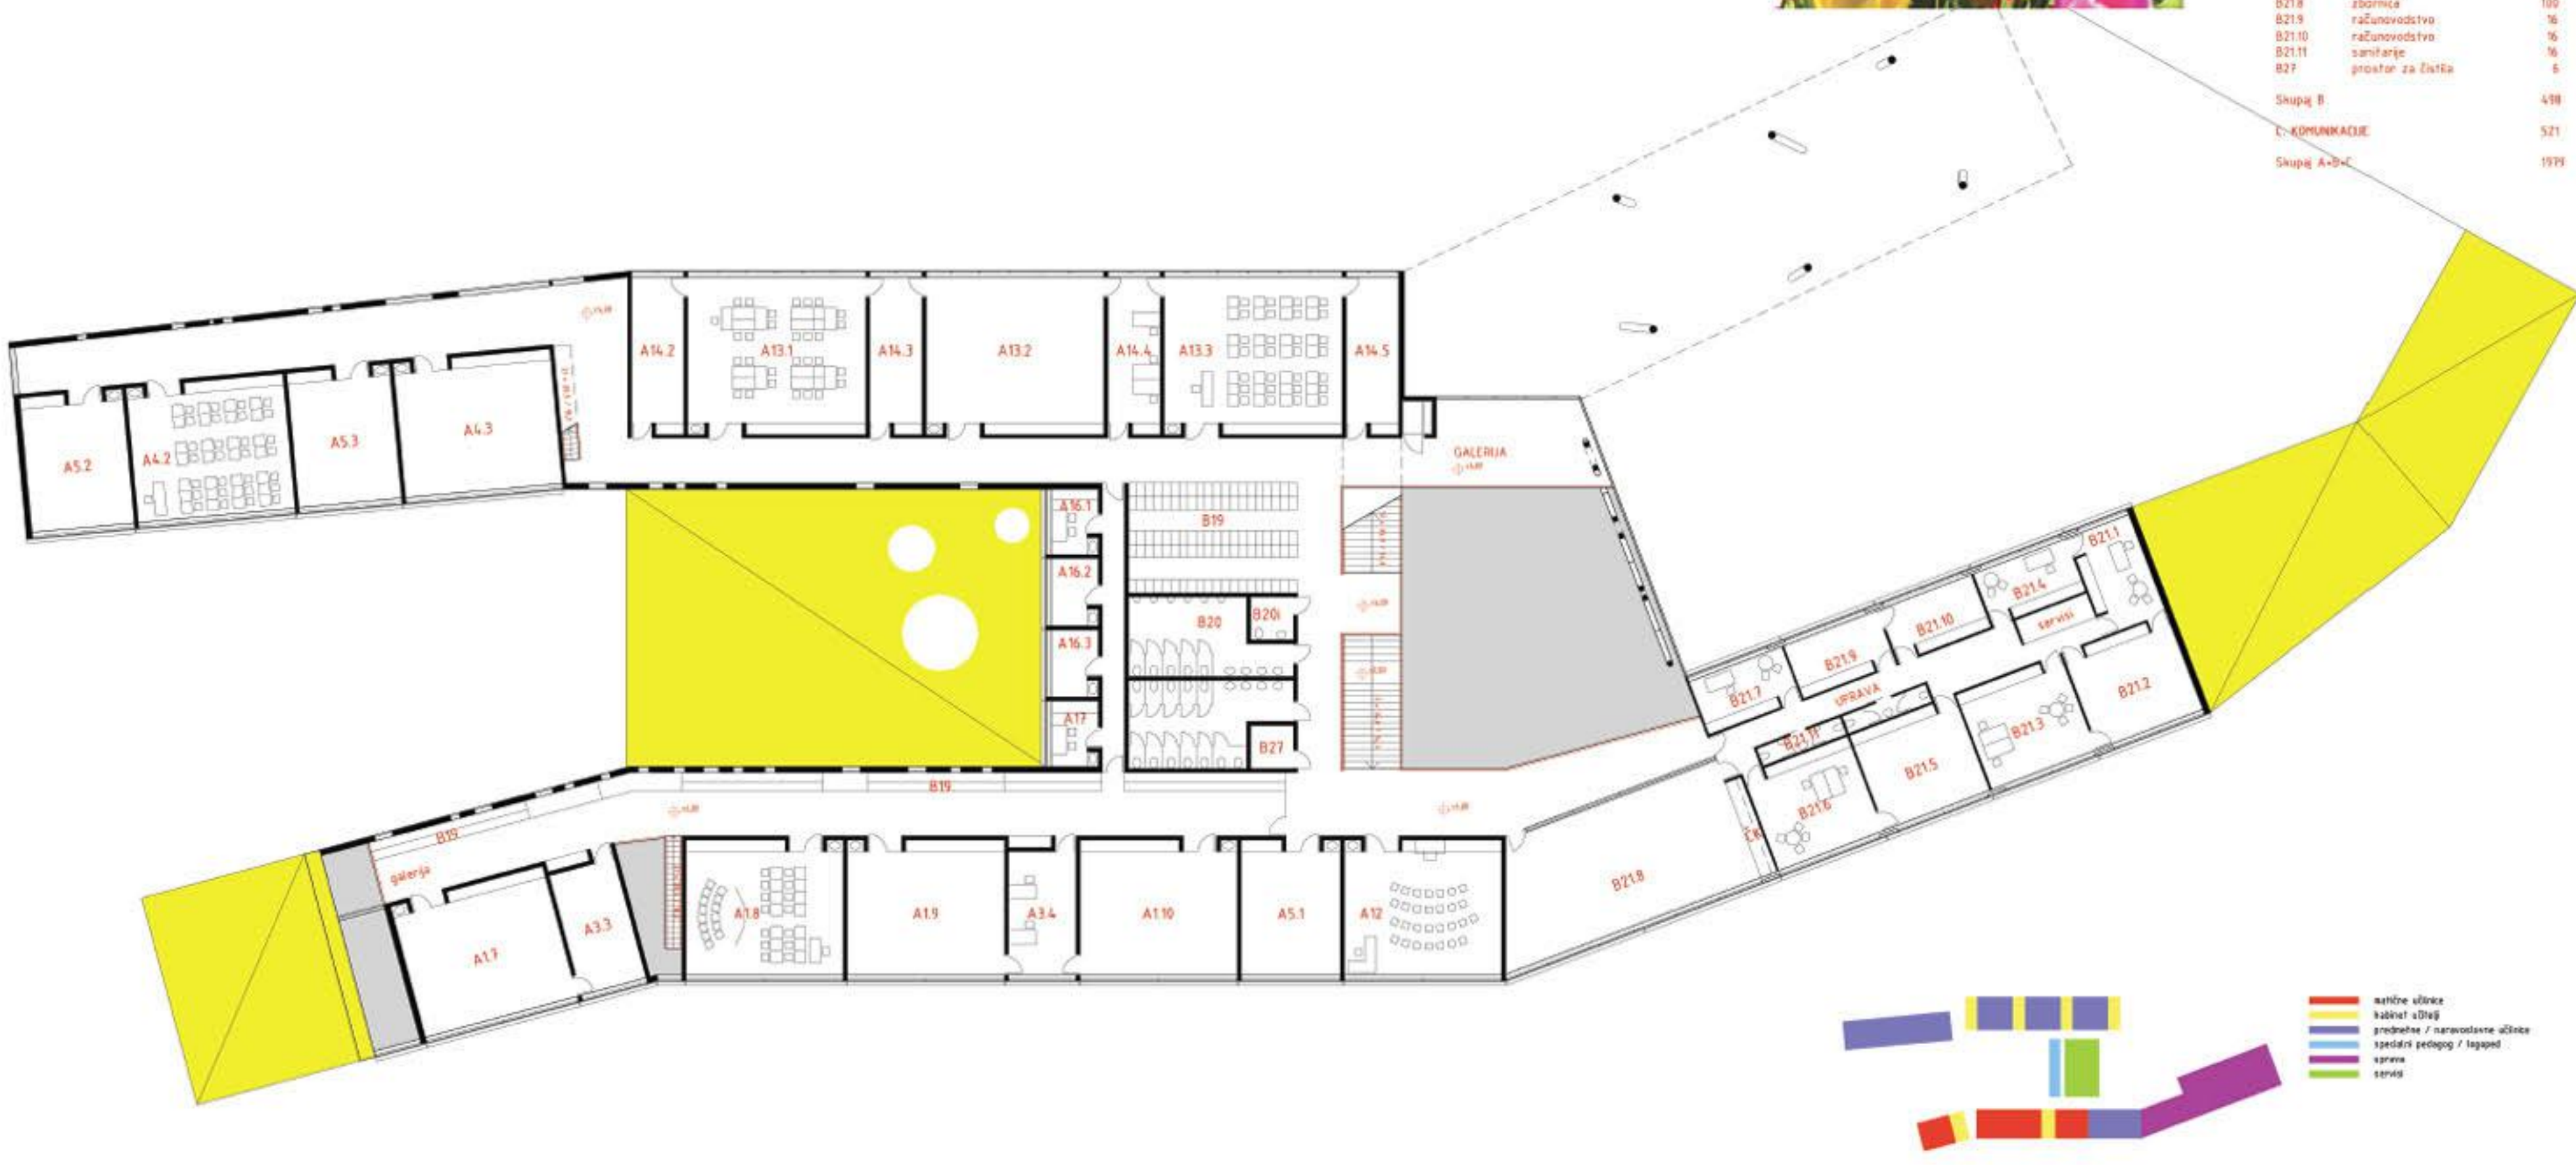 B21.8 zbornica 100
B21.9 računovodstvo 16
B21.10 računovodstvo 16
B21.11 sanitarije 16
B27 prostor za čistila 6
Skupaj B 498
C. KOMUNIKACIJE 521
Skupaj A+B+C 1979
A14.2
A13.1
A14.3
A13.2
A14.4
A13.3
A14.5
A5.2
A4.2
A5.3
A4.3
GALERIJA
A16.1
A16.2
A16.3
A17
B19
B20
B20i
B27
B21.1
B21.4
servisi
B21.10
B21.9
B21.7
UPRAVA
B21.2
B21.3
B21.11
B21.5
B21.6
ČK
B21.8
B19
B19
galerija
A1.7
A3.3
A1.8
A1.9
A3.4
A1.10
A5.1
A12
matične učilnice
kabinet učitelji
predmetne / naravoslovne učilnice
specialni pedagog / logoped
uprava
servisi